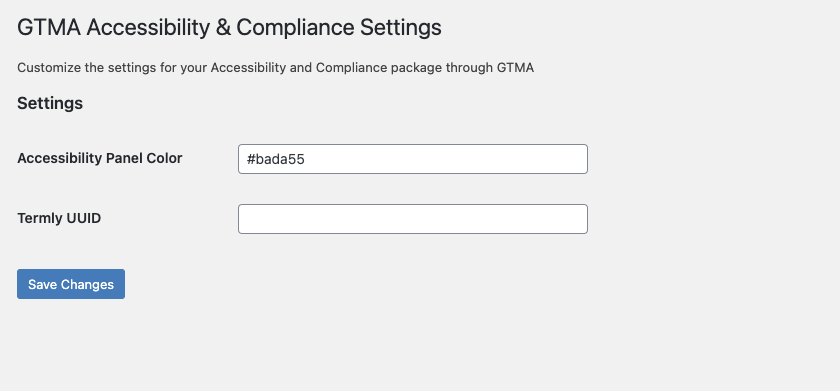 GTMA Accessibility & Compliance Settings
Customize the settings for your Accessibility and Compliance package through GTMA
Settings
Accessibility Panel Color
#bada55
Termly UUID
Save Changes